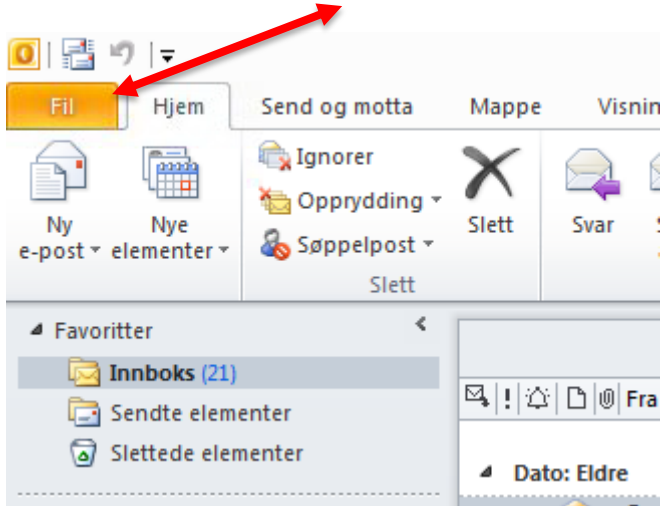 Fil Hjem Send og motta Mappe Visnin
Ignorer
Opprydding
Ny Nye Søppelpost Slett Svar
e-post elementer
Slett
Favoritter
Innboks (21)
Sendte elementer
Slettede elementer
Fra
Dato: Eldre